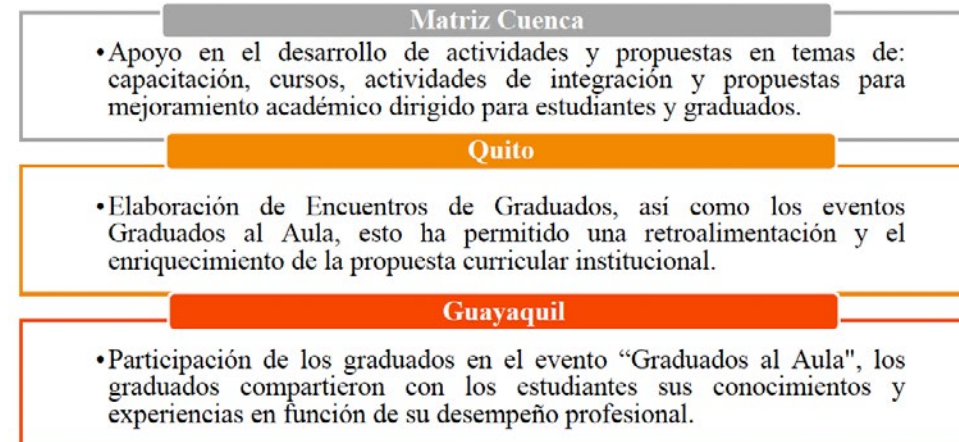 Matriz Cuenca
•Apoyo en el desarrollo de actividades y propuestas en temas de:
capacitación, cursos, actividades de integración y propuestas para
mejoramiento académico dirigido para estudiantes y graduados.
Quito
•Elaboración de Encuentros de Graduados, así como los eventos
Graduados al Aula, esto ha permitido una retroalimentación y el
enriquecimiento de la propuesta curricular institucional.
Guayaquil
•Participación de los graduados en el evento “Graduados al Aula", los
graduados compartieron con los estudiantes sus conocimientos y
experiencias en función de su desempeño profesional.